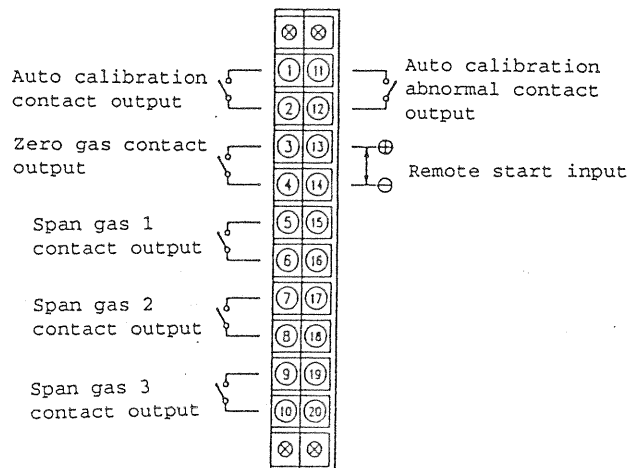 Auto calibration
contact output
1 11
Auto calibration
abnormal contact
output
2 12
Zero gas contact
output
3 13
⊕
4 14
⊖
Remote start input
Span gas 1
contact output
5 15
6 16
Span gas 2
contact output
7 17
8 18
Span gas 3
contact output
9 19
10 20